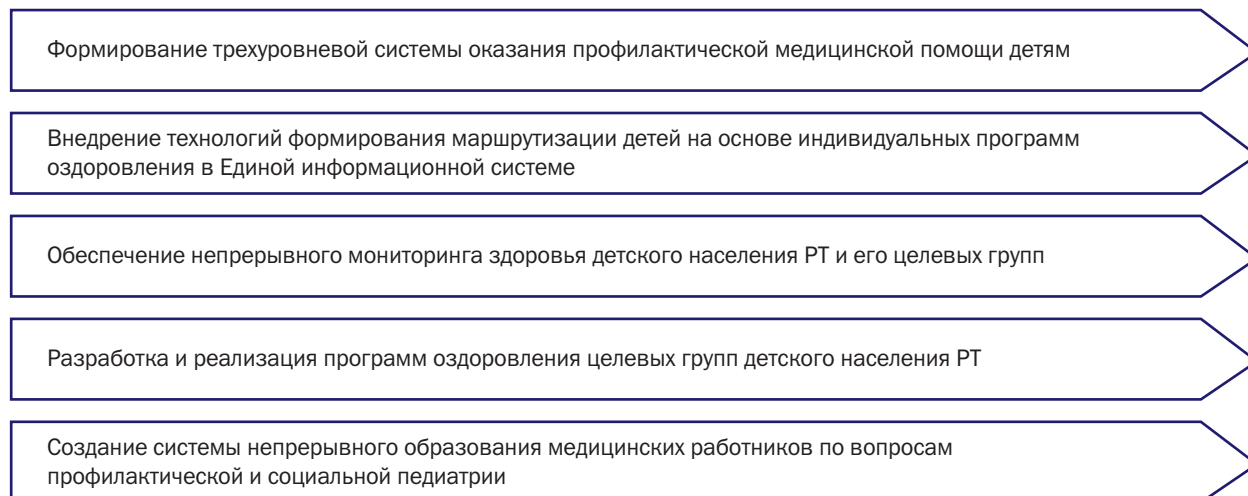 Формирование трехуровневой системы оказания профилактической медицинской помощи детям
Внедрение технологий формирования маршрутизации детей на основе индивидуальных программ
оздоровления в Единой информационной системе
Обеспечение непрерывного мониторинга здоровья детского населения РТ и его целевых групп
Разработка и реализация программ оздоровления целевых групп детского населения РТ
Создание системы непрерывного образования медицинских работников по вопросам
профилактической и социальной педиатрии